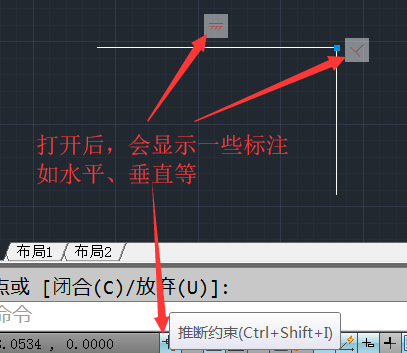 打开后，会显示一些标注
如水平、垂直等
布局1 布局2
点或 [闭合(C)/放弃(U)]:
命令
3.0534, 0.0000
推断约束(Ctrl+Shift+I)